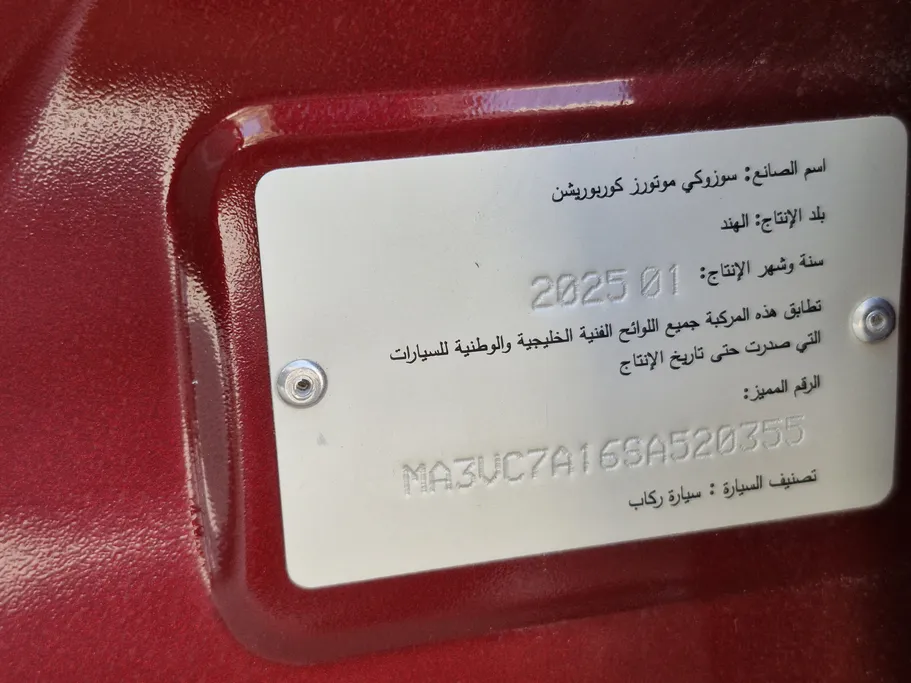 اسم الصانع: سوزوكي موتورز كوربوريشن
بلد الإنتاج: الهند
سنة وشهر الإنتاج: 2025 01
تطابق هذه المركبة جميع اللوائح الفنية الخليجية والوطنية للسيارات
التي صدرت حتى تاريخ الإنتاج
الرقم المميز:
MA3VC7A16SA520355
تصنيف السيارة : سيارة ركاب